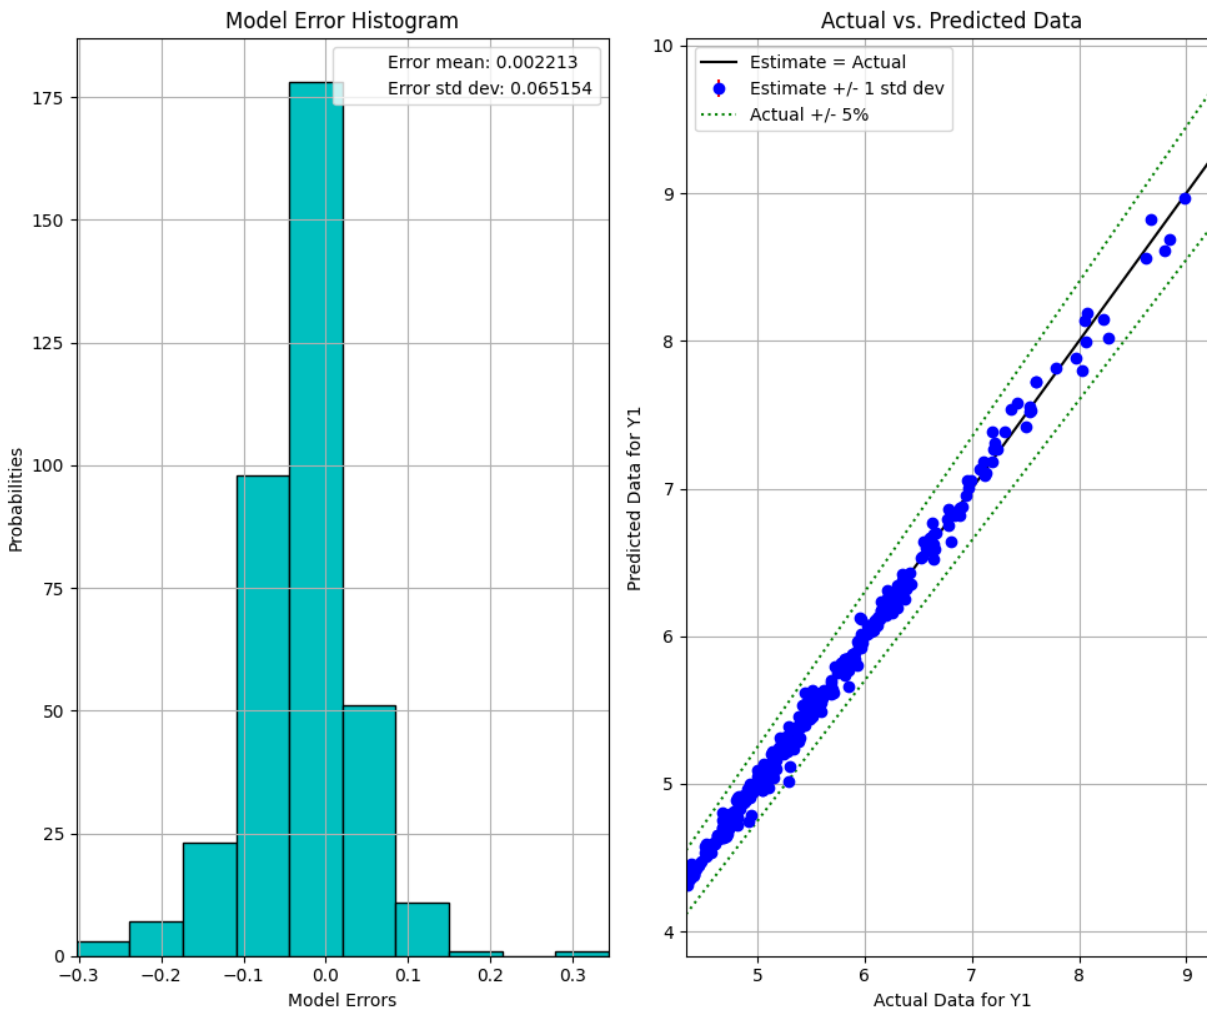 Model Error Histogram
Error mean: 0.002213
Error std dev: 0.065154
175
150
125
100
75
50
25
0
Probabilities
−0.3 −0.2 −0.1 0.0 0.1 0.2 0.3
Model Errors
Actual vs. Predicted Data
Estimate = Actual
Estimate +/- 1 std dev
Actual +/- 5%
10
9
8
7
6
5
4
Predicted Data for Y1
5 6 7 8 9
Actual Data for Y1